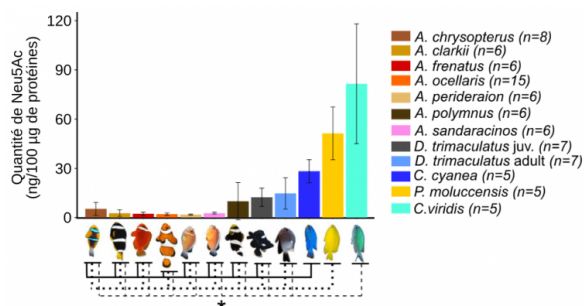 Quantité de Neu5Ac
(ng/100 µg de protéines)
120
90
60
30
0
A. chrysopterus (n=8)
A. clarkii (n=6)
A. frenatus (n=6)
A. ocellaris (n=15)
A. perideraion (n=6)
A. polymnus (n=6)
A. sandaracinos (n=6)
D. trimaculatus juv. (n=7)
D. trimaculatus adult (n=7)
C. cyanea (n=5)
P. moluccensis (n=5)
C.viridis (n=5)
*